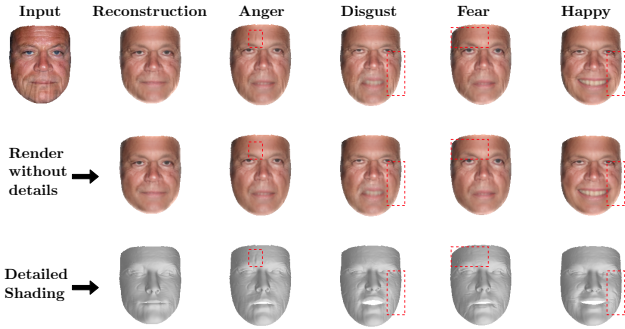 Input Reconstruction Anger Disgust Fear Happy
Render
without
details
Detailed
Shading